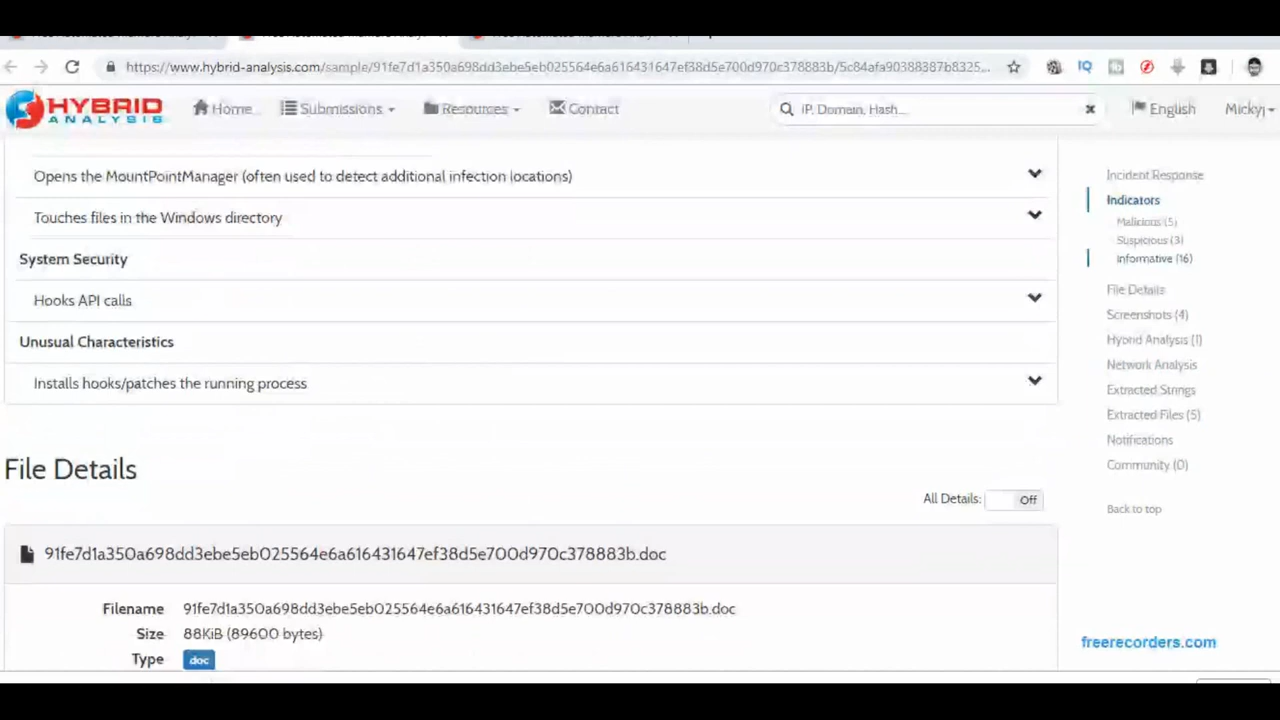 https://www.hybrid-analysis.com/sample/91fe7d1a350a698dd3ebe5eb025564e6a616431647ef38d5e700d970c378883b/5c84afa90388387b8325...
HYBRID
ANALYSIS
Home
Submissions
Resources
Contact
IP, Domain, Hash...
English
Mickyj
Opens the MountPointManager (often used to detect additional infection locations)
Touches files in the Windows directory
System Security
Hooks API calls
Unusual Characteristics
Installs hooks/patches the running process
File Details
All Details: Off
91fe7d1a350a698dd3ebe5eb025564e6a616431647ef38d5e700d970c378883b.doc
Filename 91fe7d1a350a698dd3ebe5eb025564e6a616431647ef38d5e700d970c378883b.doc
Size 88KiB (89600 bytes)
Type doc
Incident Response
Indicators
Malicious (5)
Suspicious (3)
Informative (16)
File Details
Screenshots (4)
Hybrid Analysis (1)
Network Analysis
Extracted Strings
Extracted Files (5)
Notifications
Community (0)
Back to top
freerecorders.com